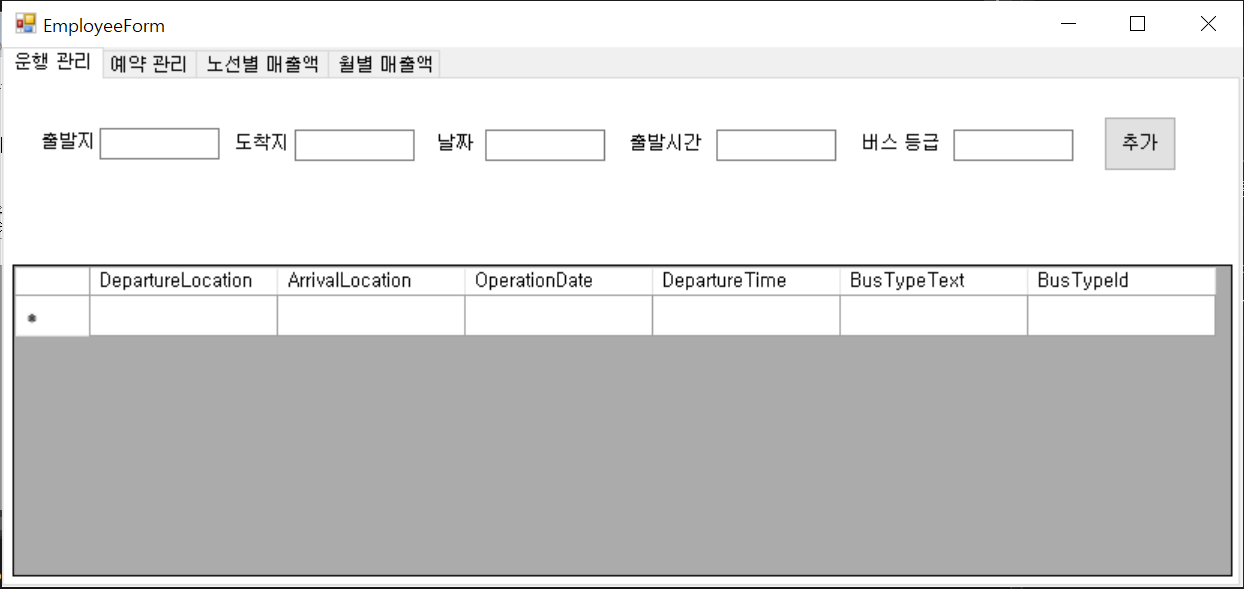 EmployeeForm
운행 관리 예약 관리 노선별 매출액 월별 매출액
출발지 도착지 날짜 출발시간 버스 등급 추가
DepartureLocation ArrivalLocation OperationDate DepartureTime BusTypeText BusTypeId
*